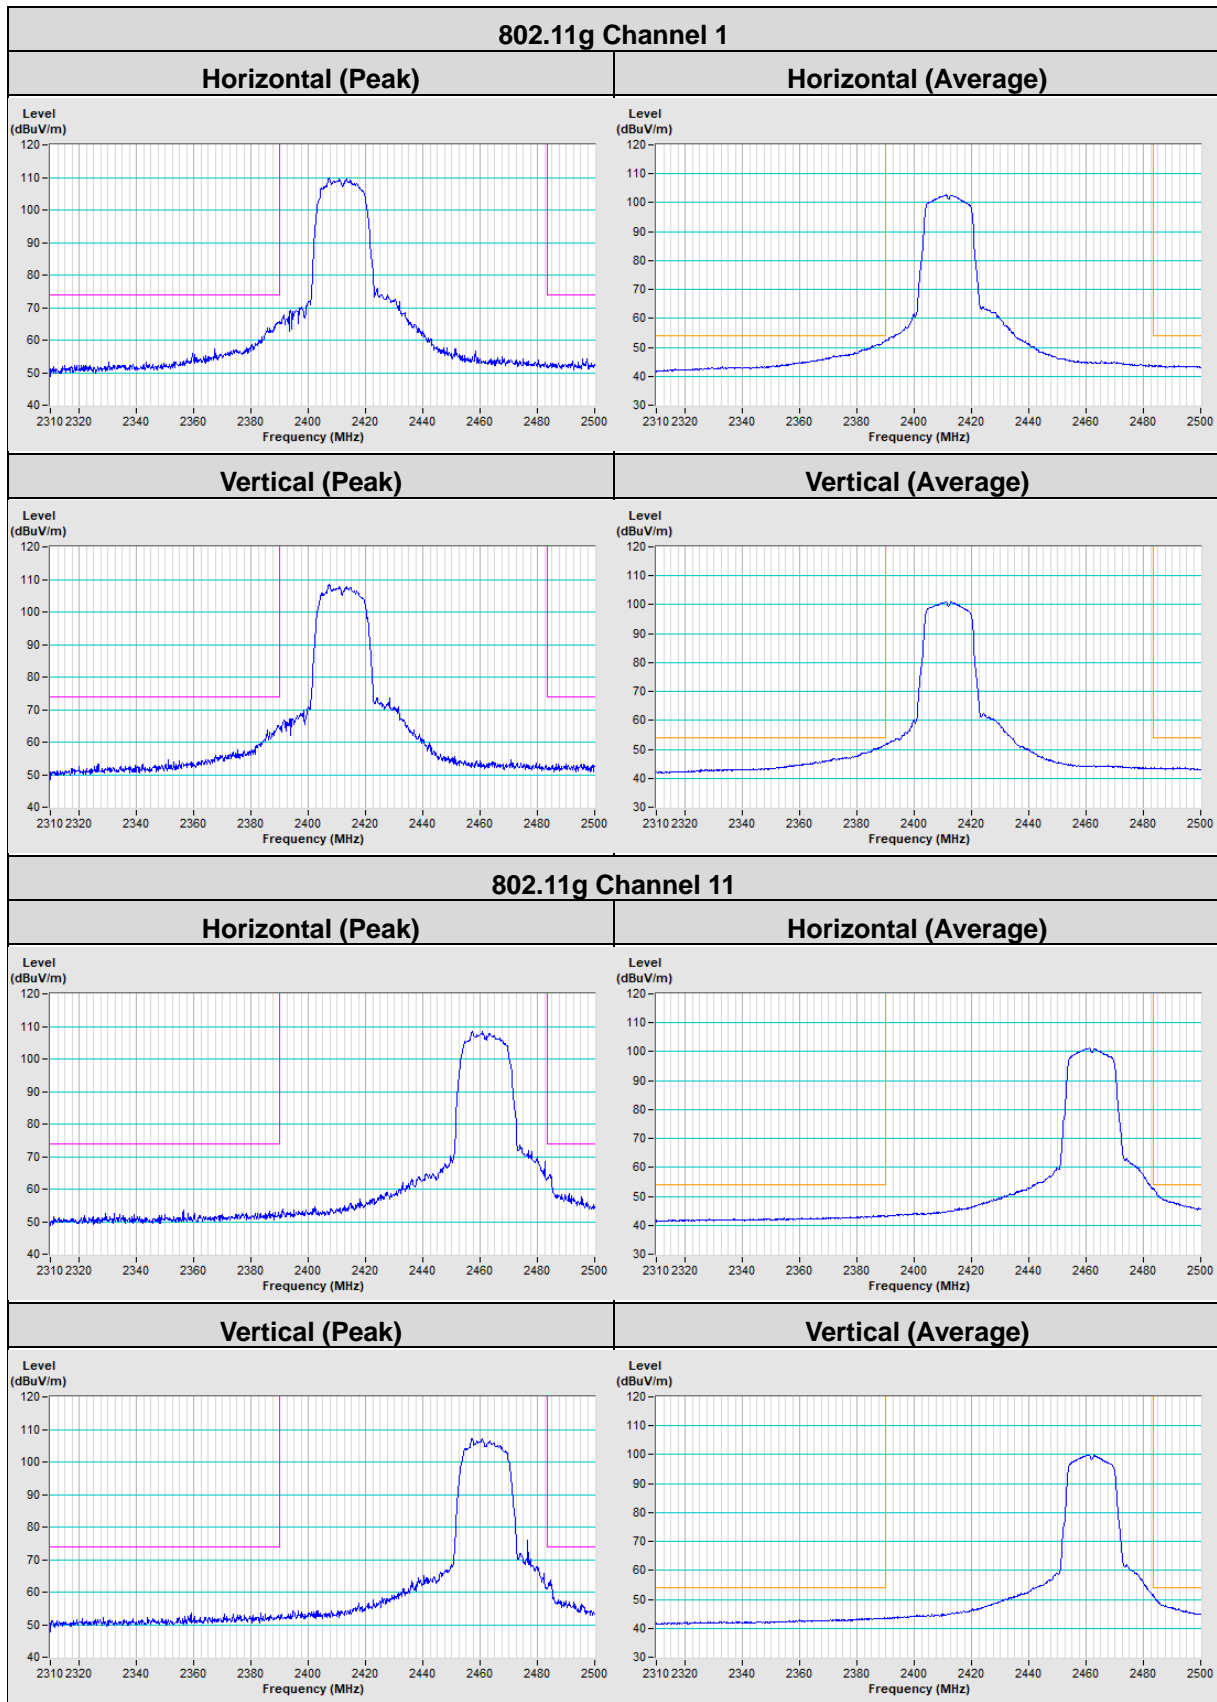 802.11g Channel 1
Horizontal (Peak) Horizontal (Average)
Level Level
(dBuV/m) (dBuV/m)
120 120
110 110
100 100
90 90
80 80
70 70
60 60
50 50
40 40
30
2310 2320 2340 2360 2380 2400 2420 2440 2460 2480 2500 2310 2320 2340 2360 2380 2400 2420 2440 2460 2480 2500
Frequency (MHz) Frequency (MHz)
Vertical (Peak) Vertical (Average)
Level Level
(dBuV/m) (dBuV/m)
120 120
110 110
100 100
90 90
80 80
70 70
60 60
50 50
40 40
30
2310 2320 2340 2360 2380 2400 2420 2440 2460 2480 2500 2310 2320 2340 2360 2380 2400 2420 2440 2460 2480 2500
Frequency (MHz) Frequency (MHz)
802.11g Channel 11
Horizontal (Peak) Horizontal (Average)
Level Level
(dBuV/m) (dBuV/m)
120 120
110 110
100 100
90 90
80 80
70 70
60 60
50 50
40 40
30
2310 2320 2340 2360 2380 2400 2420 2440 2460 2480 2500 2310 2320 2340 2360 2380 2400 2420 2440 2460 2480 2500
Frequency (MHz) Frequency (MHz)
Vertical (Peak) Vertical (Average)
Level Level
(dBuV/m) (dBuV/m)
120 120
110 110
100 100
90 90
80 80
70 70
60 60
50 50
40 40
30
2310 2320 2340 2360 2380 2400 2420 2440 2460 2480 2500 2310 2320 2340 2360 2380 2400 2420 2440 2460 2480 2500
Frequency (MHz) Frequency (MHz)